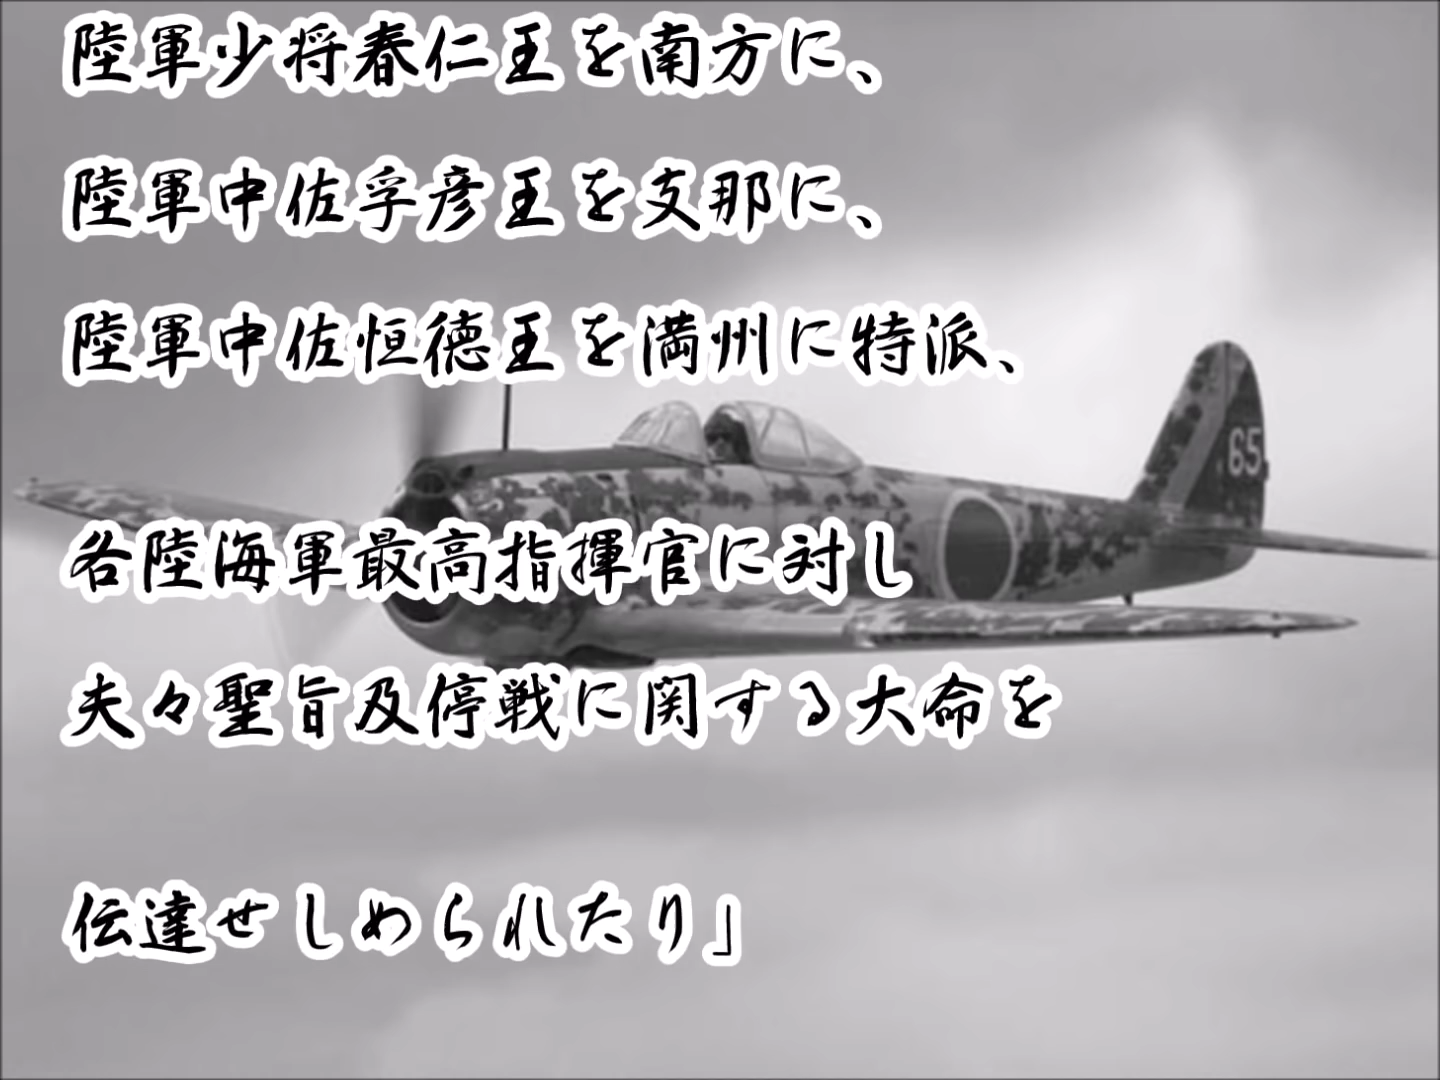 陸軍少将春仁王を南方に、
陸軍中佐孚彦王を支那に、
陸軍中佐恒徳王を満州に特派、
65
各陸海軍最高指揮官に対し
夫々聖旨及停戦に関する大命を
伝達せしめられたり」